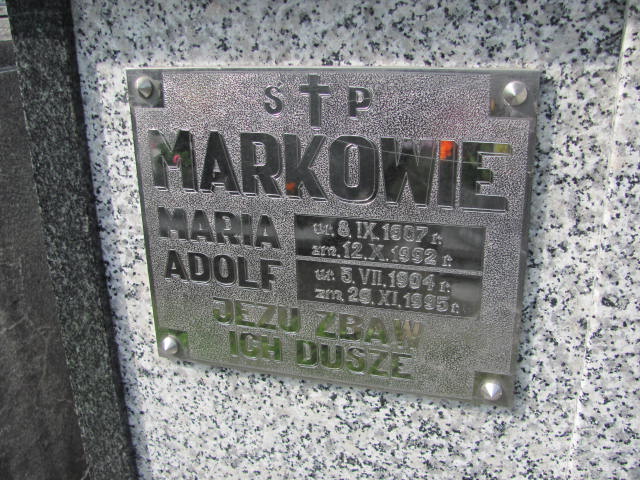 S P
MARKOWIE
MARIA ur. 8.IX.1907 r.
zm. 12.X.1992 r.
ADOLF ur. 5.VII.1904 r.
zm. 26.XI.1995 r.
JEZU ZBAW
ICH DUSZE